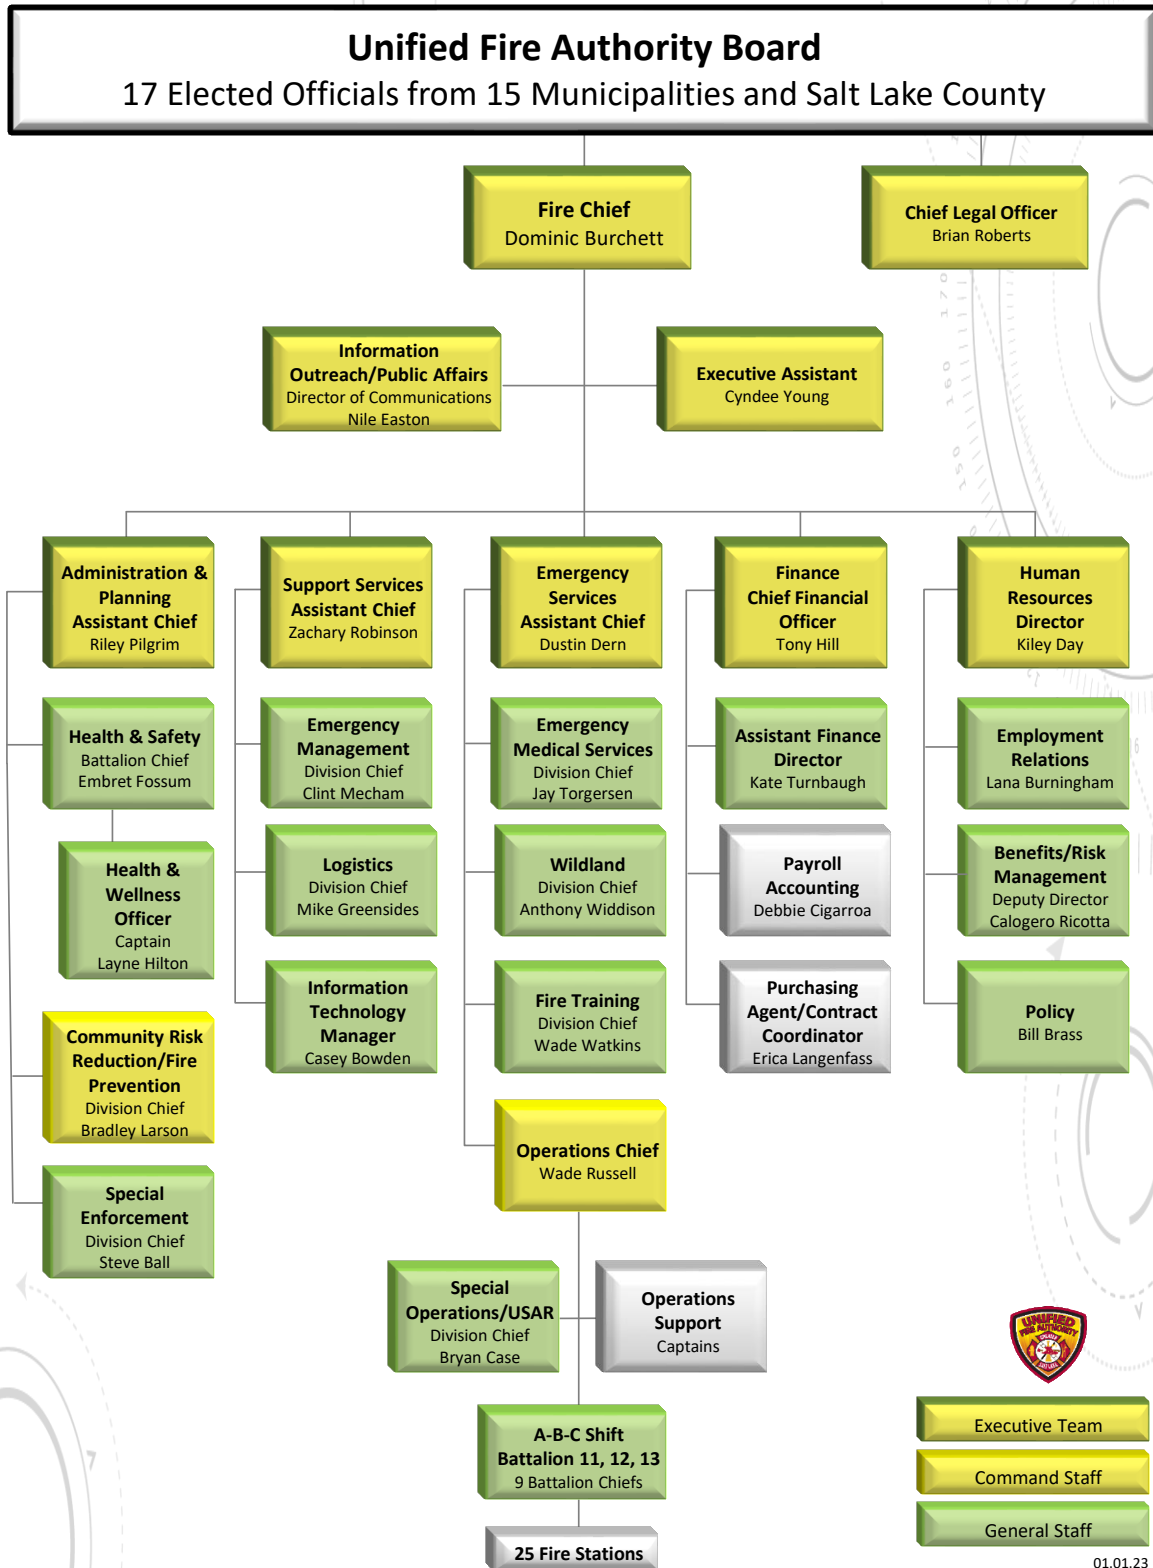 Unified Fire Authority Board
17 Elected Officials from 15 Municipalities and Salt Lake County
Fire Chief
Dominic Burchett
Chief Legal Officer
Brian Roberts
Information
Outreach/Public Affairs
Director of Communications
Nile Easton
Executive Assistant
Cyndee Young
Administration &
Planning
Assistant Chief
Riley Pilgrim
Support Services
Assistant Chief
Zachary Robinson
Emergency
Services
Assistant Chief
Dustin Dern
Finance
Chief Financial
Officer
Tony Hill
Human
Resources
Director
Kiley Day
Health & Safety
Battalion Chief
Embret Fossum
Emergency
Management
Division Chief
Clint Mecham
Emergency
Medical Services
Division Chief
Jay Torgersen
Assistant Finance
Director
Kate Turnbaugh
Employment
Relations
Lana Burningham
Health &
Wellness
Officer
Captain
Layne Hilton
Logistics
Division Chief
Mike Greensides
Wildland
Division Chief
Anthony Widdison
Payroll
Accounting
Debbie Cigarroa
Benefits/Risk
Management
Deputy Director
Calogero Ricotta
Community Risk
Reduction/Fire
Prevention
Division Chief
Bradley Larson
Information
Technology
Manager
Casey Bowden
Fire Training
Division Chief
Wade Watkins
Purchasing
Agent/Contract
Coordinator
Erica Langenfass
Policy
Bill Brass
Special
Enforcement
Division Chief
Steve Ball
Operations Chief
Wade Russell
Special
Operations/USAR
Division Chief
Bryan Case
Operations
Support
Captains
A-B-C Shift
Battalion 11, 12, 13
9 Battalion Chiefs
25 Fire Stations
UNIFIED
FIRE AUTHORITY
GREATER
SALT LAKE
Executive Team
Command Staff
General Staff
01.01.23
170
160
150